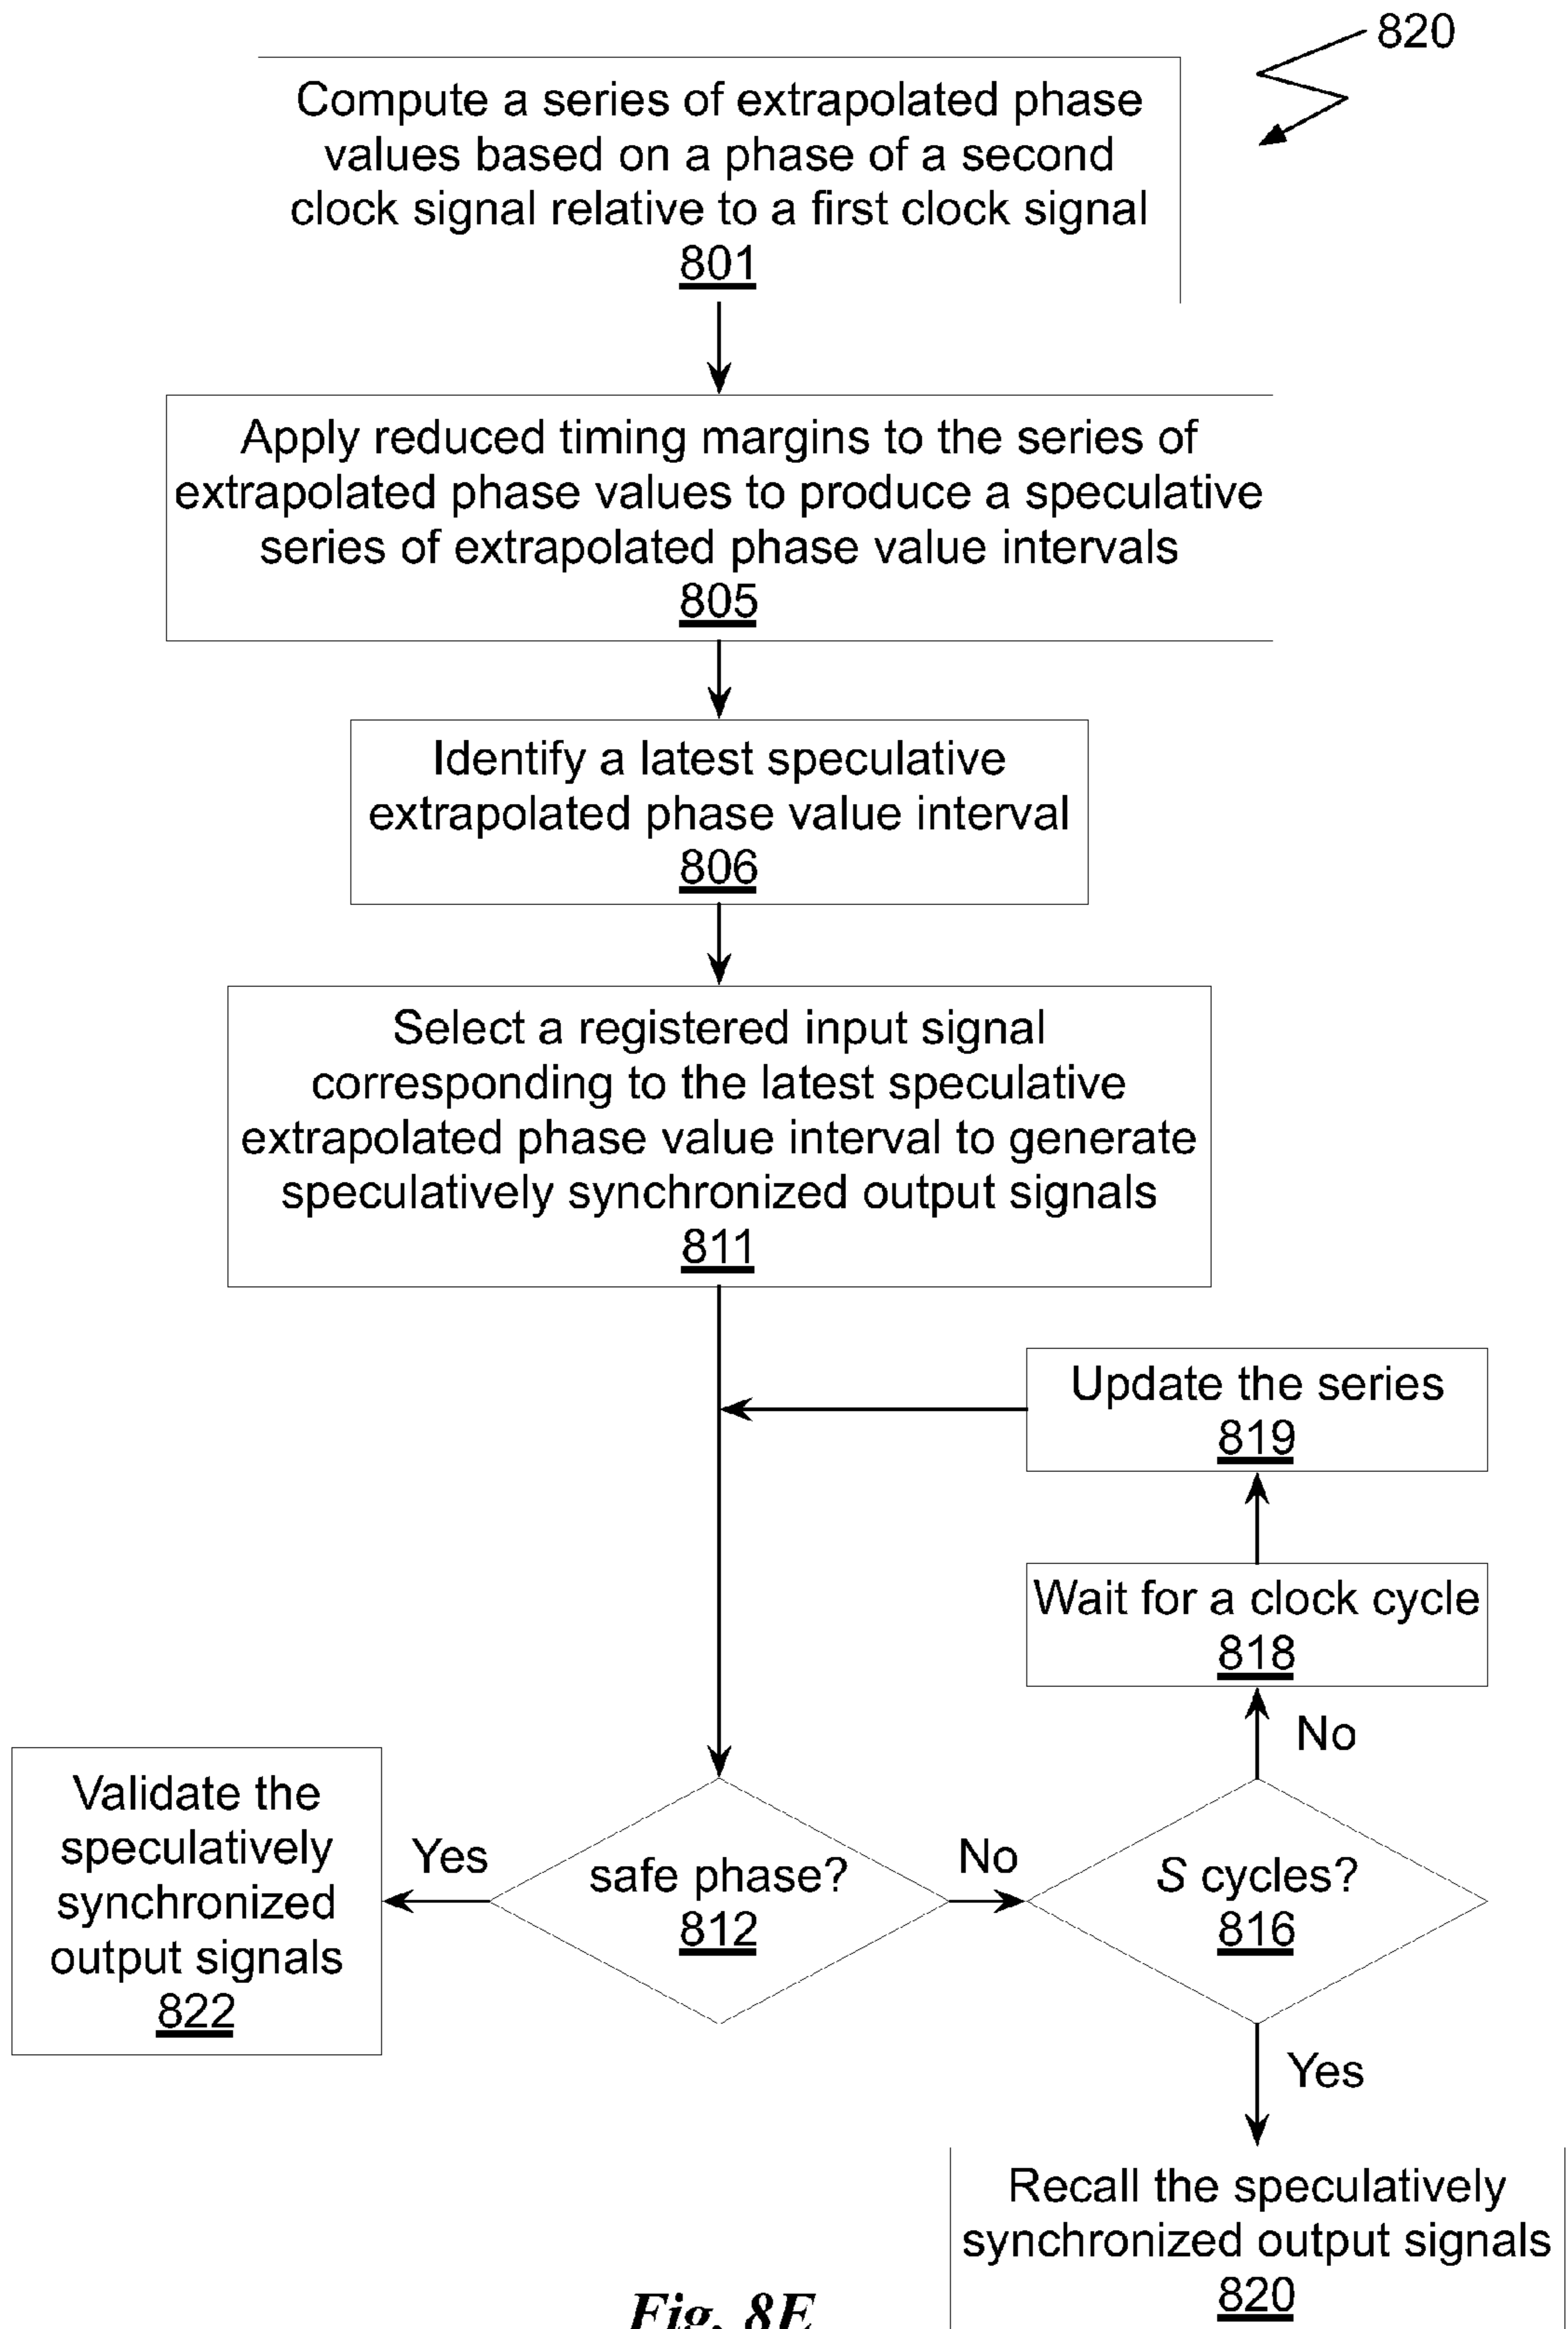 820
Compute a series of extrapolated phase
values based on a phase of a second
clock signal relative to a first clock signal
801
Apply reduced timing margins to the series of
extrapolated phase values to produce a speculative
series of extrapolated phase value intervals
805
Identify a latest speculative
extrapolated phase value interval
806
Select a registered input signal
corresponding to the latest speculative
extrapolated phase value interval to generate
speculatively synchronized output signals
811
Update the series
819
Wait for a clock cycle
818
No
Validate the
speculatively
synchronized
output signals
822
Yes
safe phase?
812
No
S cycles?
816
Yes
Recall the speculatively
synchronized output signals
820
Fig. 8E